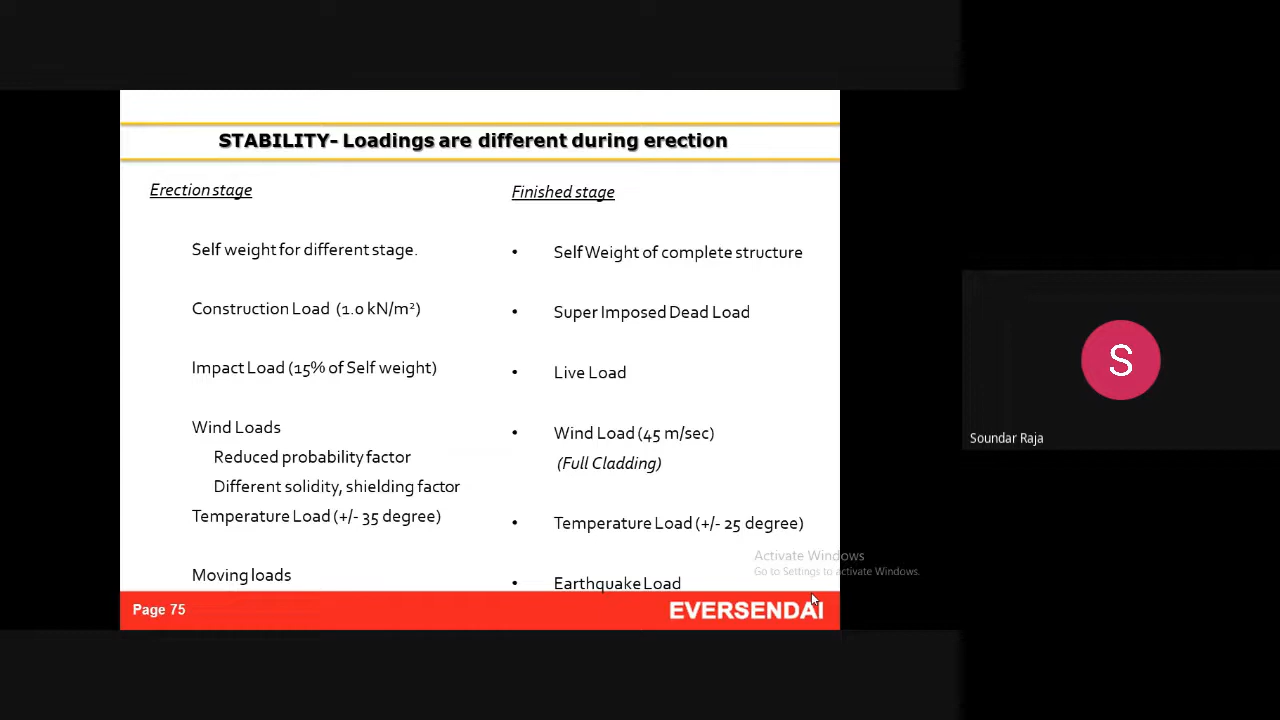 STABILITY- Loadings are different during erection
Erection stage
Self weight for different stage.
Construction Load (1.0 kN/m²)
Impact Load (15% of Self weight)
Wind Loads
Reduced probability factor
Different solidity, shielding factor
Temperature Load (+/- 35 degree)
Moving loads
Finished stage
• Self Weight of complete structure
• Super Imposed Dead Load
• Live Load
• Wind Load (45 m/sec)
(Full Cladding)
• Temperature Load (+/- 25 degree)
• Earthquake Load
Activate Windows
Go to Settings to activate Windows.
Page 75
EVERSENDAI
S
Soundar Raja